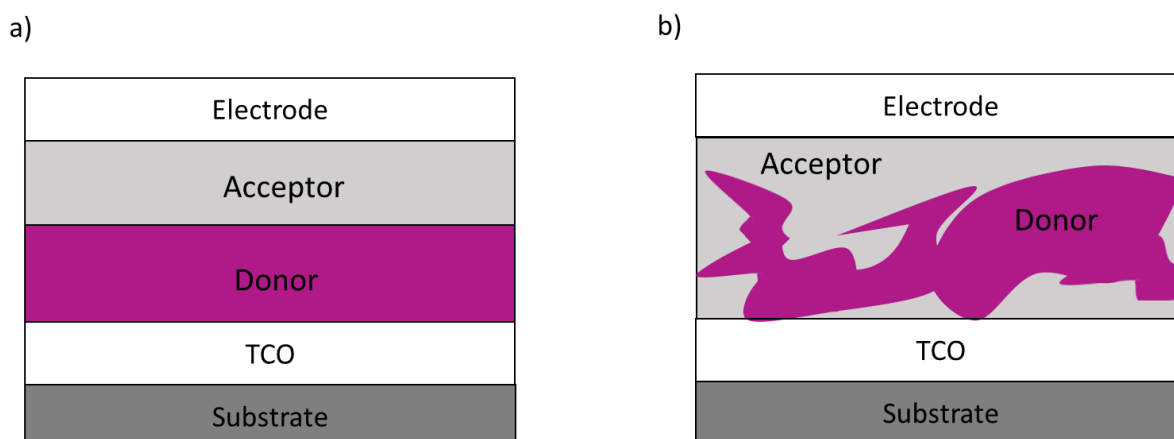 a)
Electrode
Acceptor
Donor
TCO
Substrate
b)
Electrode
Acceptor
Donor
TCO
Substrate